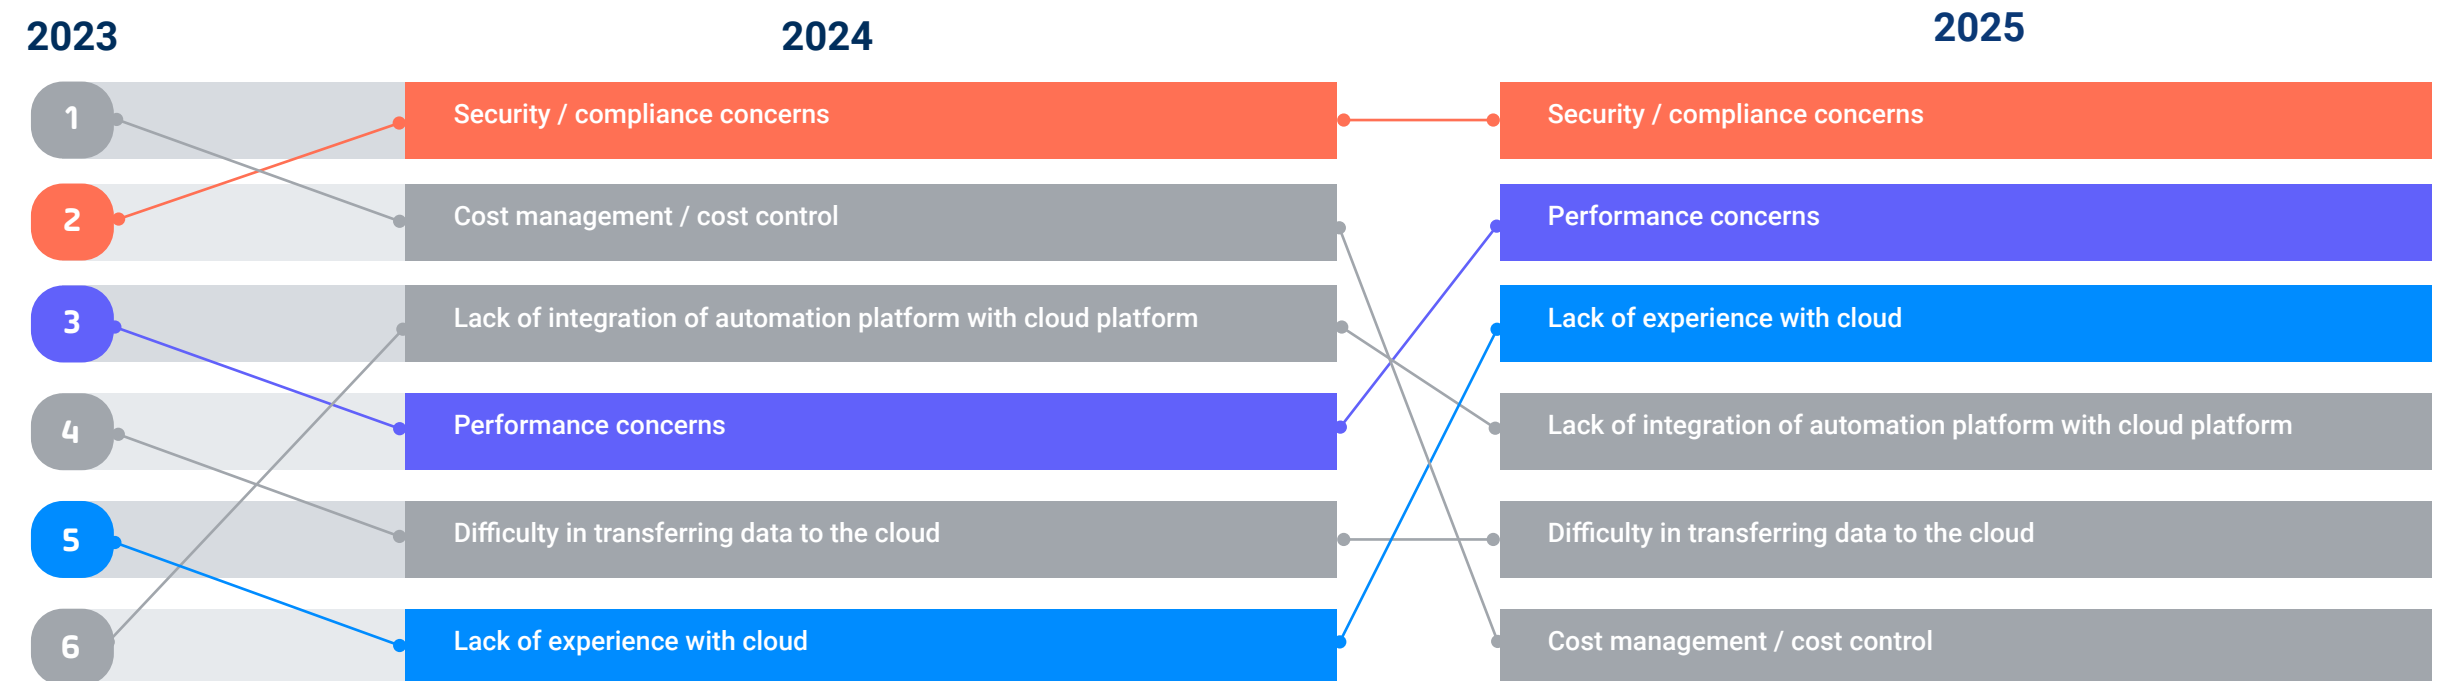 2023
2024
2025
1
Security / compliance concerns
Security / compliance concerns
2
Cost management / cost control
Performance concerns
3
Lack of integration of automation platform with cloud platform
Lack of experience with cloud
4
Performance concerns
Lack of integration of automation platform with cloud platform
5
Difficulty in transferring data to the cloud
Difficulty in transferring data to the cloud
6
Lack of experience with cloud
Cost management / cost control